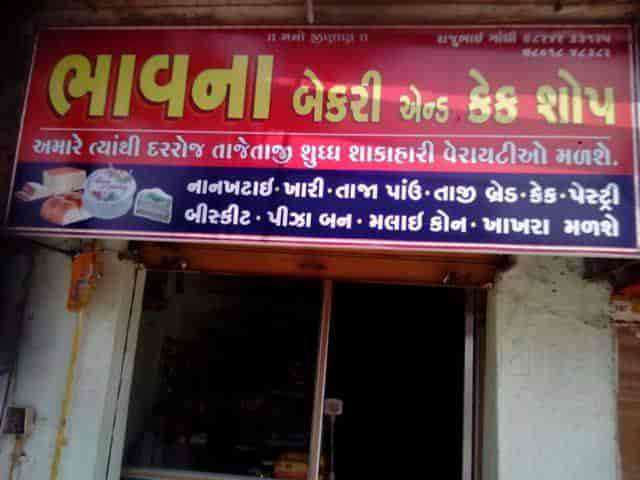 રાજુભાઈ ગાંધી
ભાવના બેકરી એન્ડ કેક શોપ
અમારે ત્યાંથી દરરોજ તાજેતાજી શુધ્ધ શાકાહારી વેરાયટીઓ મળશે.
નાનખટાઇ · ખારી · તાજા પાંઉ · તાજી બ્રેડ · કેક · પેસ્ટ્રી
બીસ્કીટ · પીઝા બન · મલાઇ કોન · ખાખરા મળશે